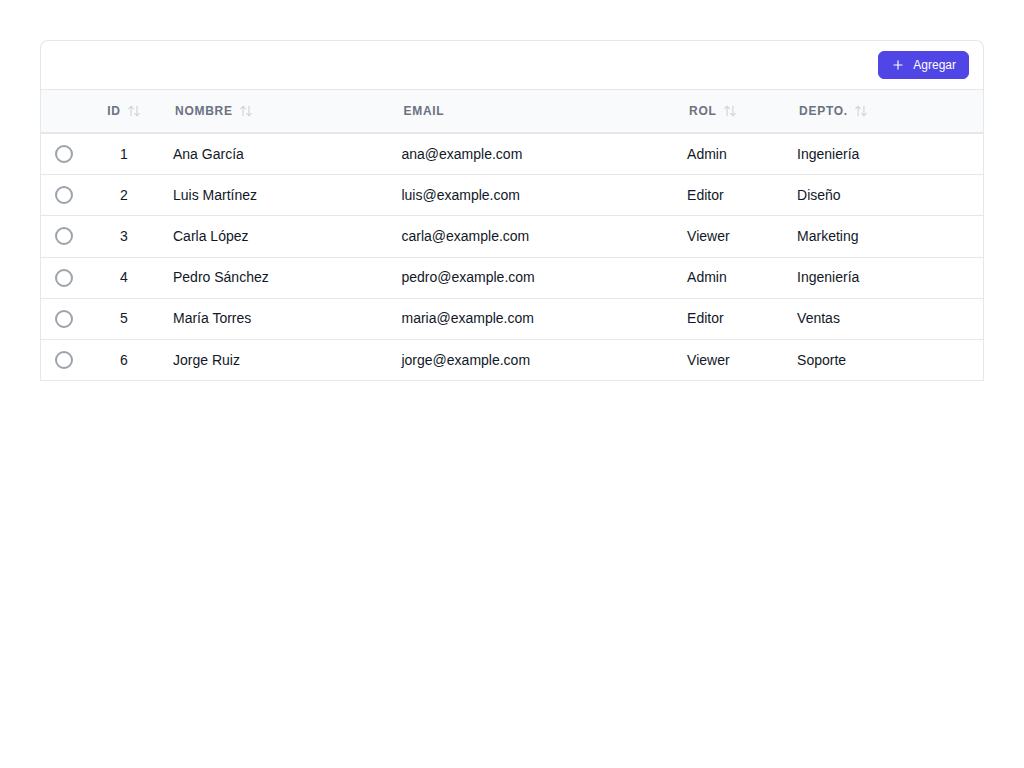 Agregar
ID NOMBRE EMAIL ROL DEPTO.
1 Ana García ana@example.com Admin Ingeniería
2 Luis Martínez luis@example.com Editor Diseño
3 Carla López carla@example.com Viewer Marketing
4 Pedro Sánchez pedro@example.com Admin Ingeniería
5 María Torres maria@example.com Editor Ventas
6 Jorge Ruiz jorge@example.com Viewer Soporte